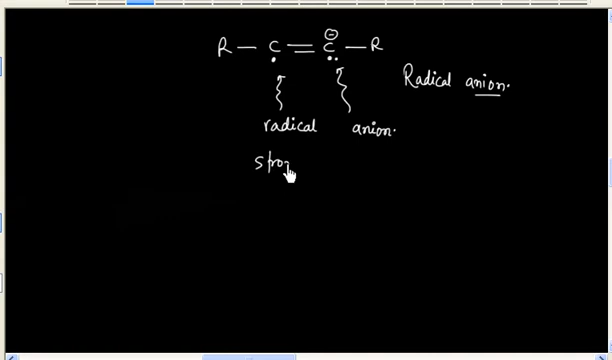 R — C = C — R
⊖
Radical anion.
radical anion.
stro